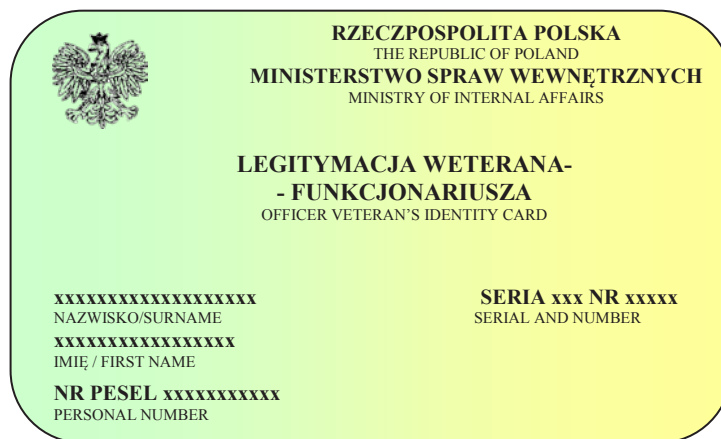 RZECZPOSPOLITA POLSKA
THE REPUBLIC OF POLAND
MINISTERSTWO SPRAW WEWNĘTRZNYCH
MINISTRY OF INTERNAL AFFAIRS
LEGITYMACJA WETERANA-
- FUNKCJONARIUSZA
OFFICER VETERAN’S IDENTITY CARD
xxxxxxxxxxxxxxxxxxx
NAZWISKO/SURNAME
xxxxxxxxxxxxxxxxx
IMIĘ / FIRST NAME
NR PESEL xxxxxxxxxxx
PERSONAL NUMBER
SERIA xxx NR xxxxx
SERIAL AND NUMBER